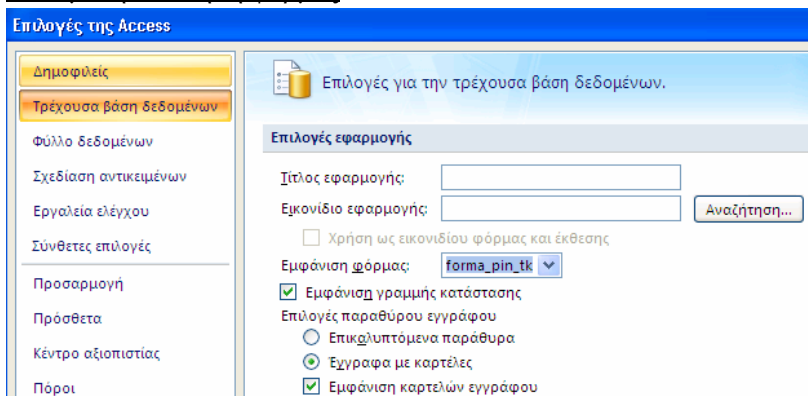 Επιλογές της Access
Δημοφιλείς
Τρέχουσα βάση δεδομένων
Φύλλο δεδομένων
Σχεδίαση αντικειμένων
Εργαλεία ελέγχου
Σύνθετες επιλογές
Προσαρμογή
Πρόσθετα
Κέντρο αξιοπιστίας
Πόροι
Επιλογές για την τρέχουσα βάση δεδομένων.
Επιλογές εφαρμογής
Τίτλος εφαρμογής:
Εικονίδιο εφαρμογής:
Αναζήτηση...
Χρήση ως εικονιδίου φόρμας και έκθεσης
Εμφάνιση φόρμας: forma_pin_tk
Εμφάνιση γραμμής κατάστασης
Επιλογές παραθύρου εγγράφου
Επικαλυπτόμενα παράθυρα
Έγγραφα με καρτέλες
Εμφάνιση καρτελών εγγράφου